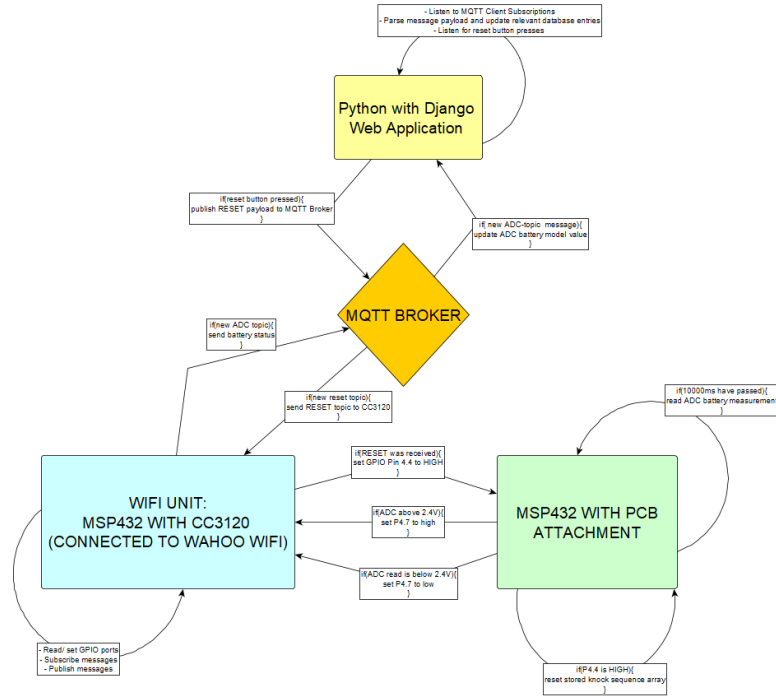 - Listen to MQTT Client Subscriptions
- Parse message payload and update relevant database entries
- Listen for reset button presses
Python with Django
Web Application
if(reset button pressed){
publish RESET payload to MQTT Broker
}
if( new ADC-topic message){
update ADC battery model value
}
MQTT BROKER
if(new ADC topic){
send battery status
}
if(new reset topic){
send RESET topic to CC3120
}
if(10000ms have passed){
read ADC battery measurement
}
if(RESET was received){
set GPIO Pin 4.4 to HIGH
}
WIFI UNIT:
MSP432 WITH CC3120
(CONNECTED TO WAHOO WIFI)
if(ADC above 2.4V){
set P4.7 to high
}
MSP432 WITH PCB
ATTACHMENT
if(ADC read is below 2.4V){
set P4.7 to low
}
- Read/ set GPIO ports
- Subscribe messages
- Publish messages
if(P4.4 is HIGH){
reset stored knock sequence array
}